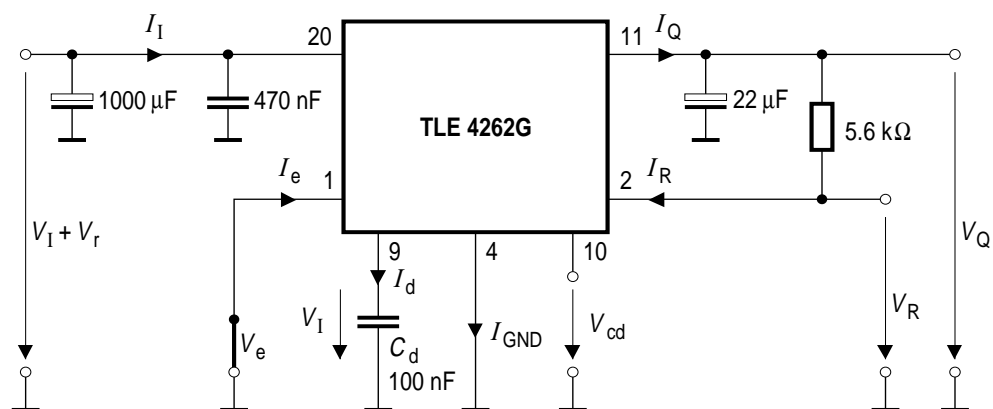 I_I
20
11
I_Q
1000 μF
470 nF
TLE 4262G
22 μF
5.6 kΩ
I_e
1
2
I_R
V_I + V_r
9
4
10
V_Q
I_d
V_I
V_e
C_d
100 nF
I_GND
V_cd
V_R